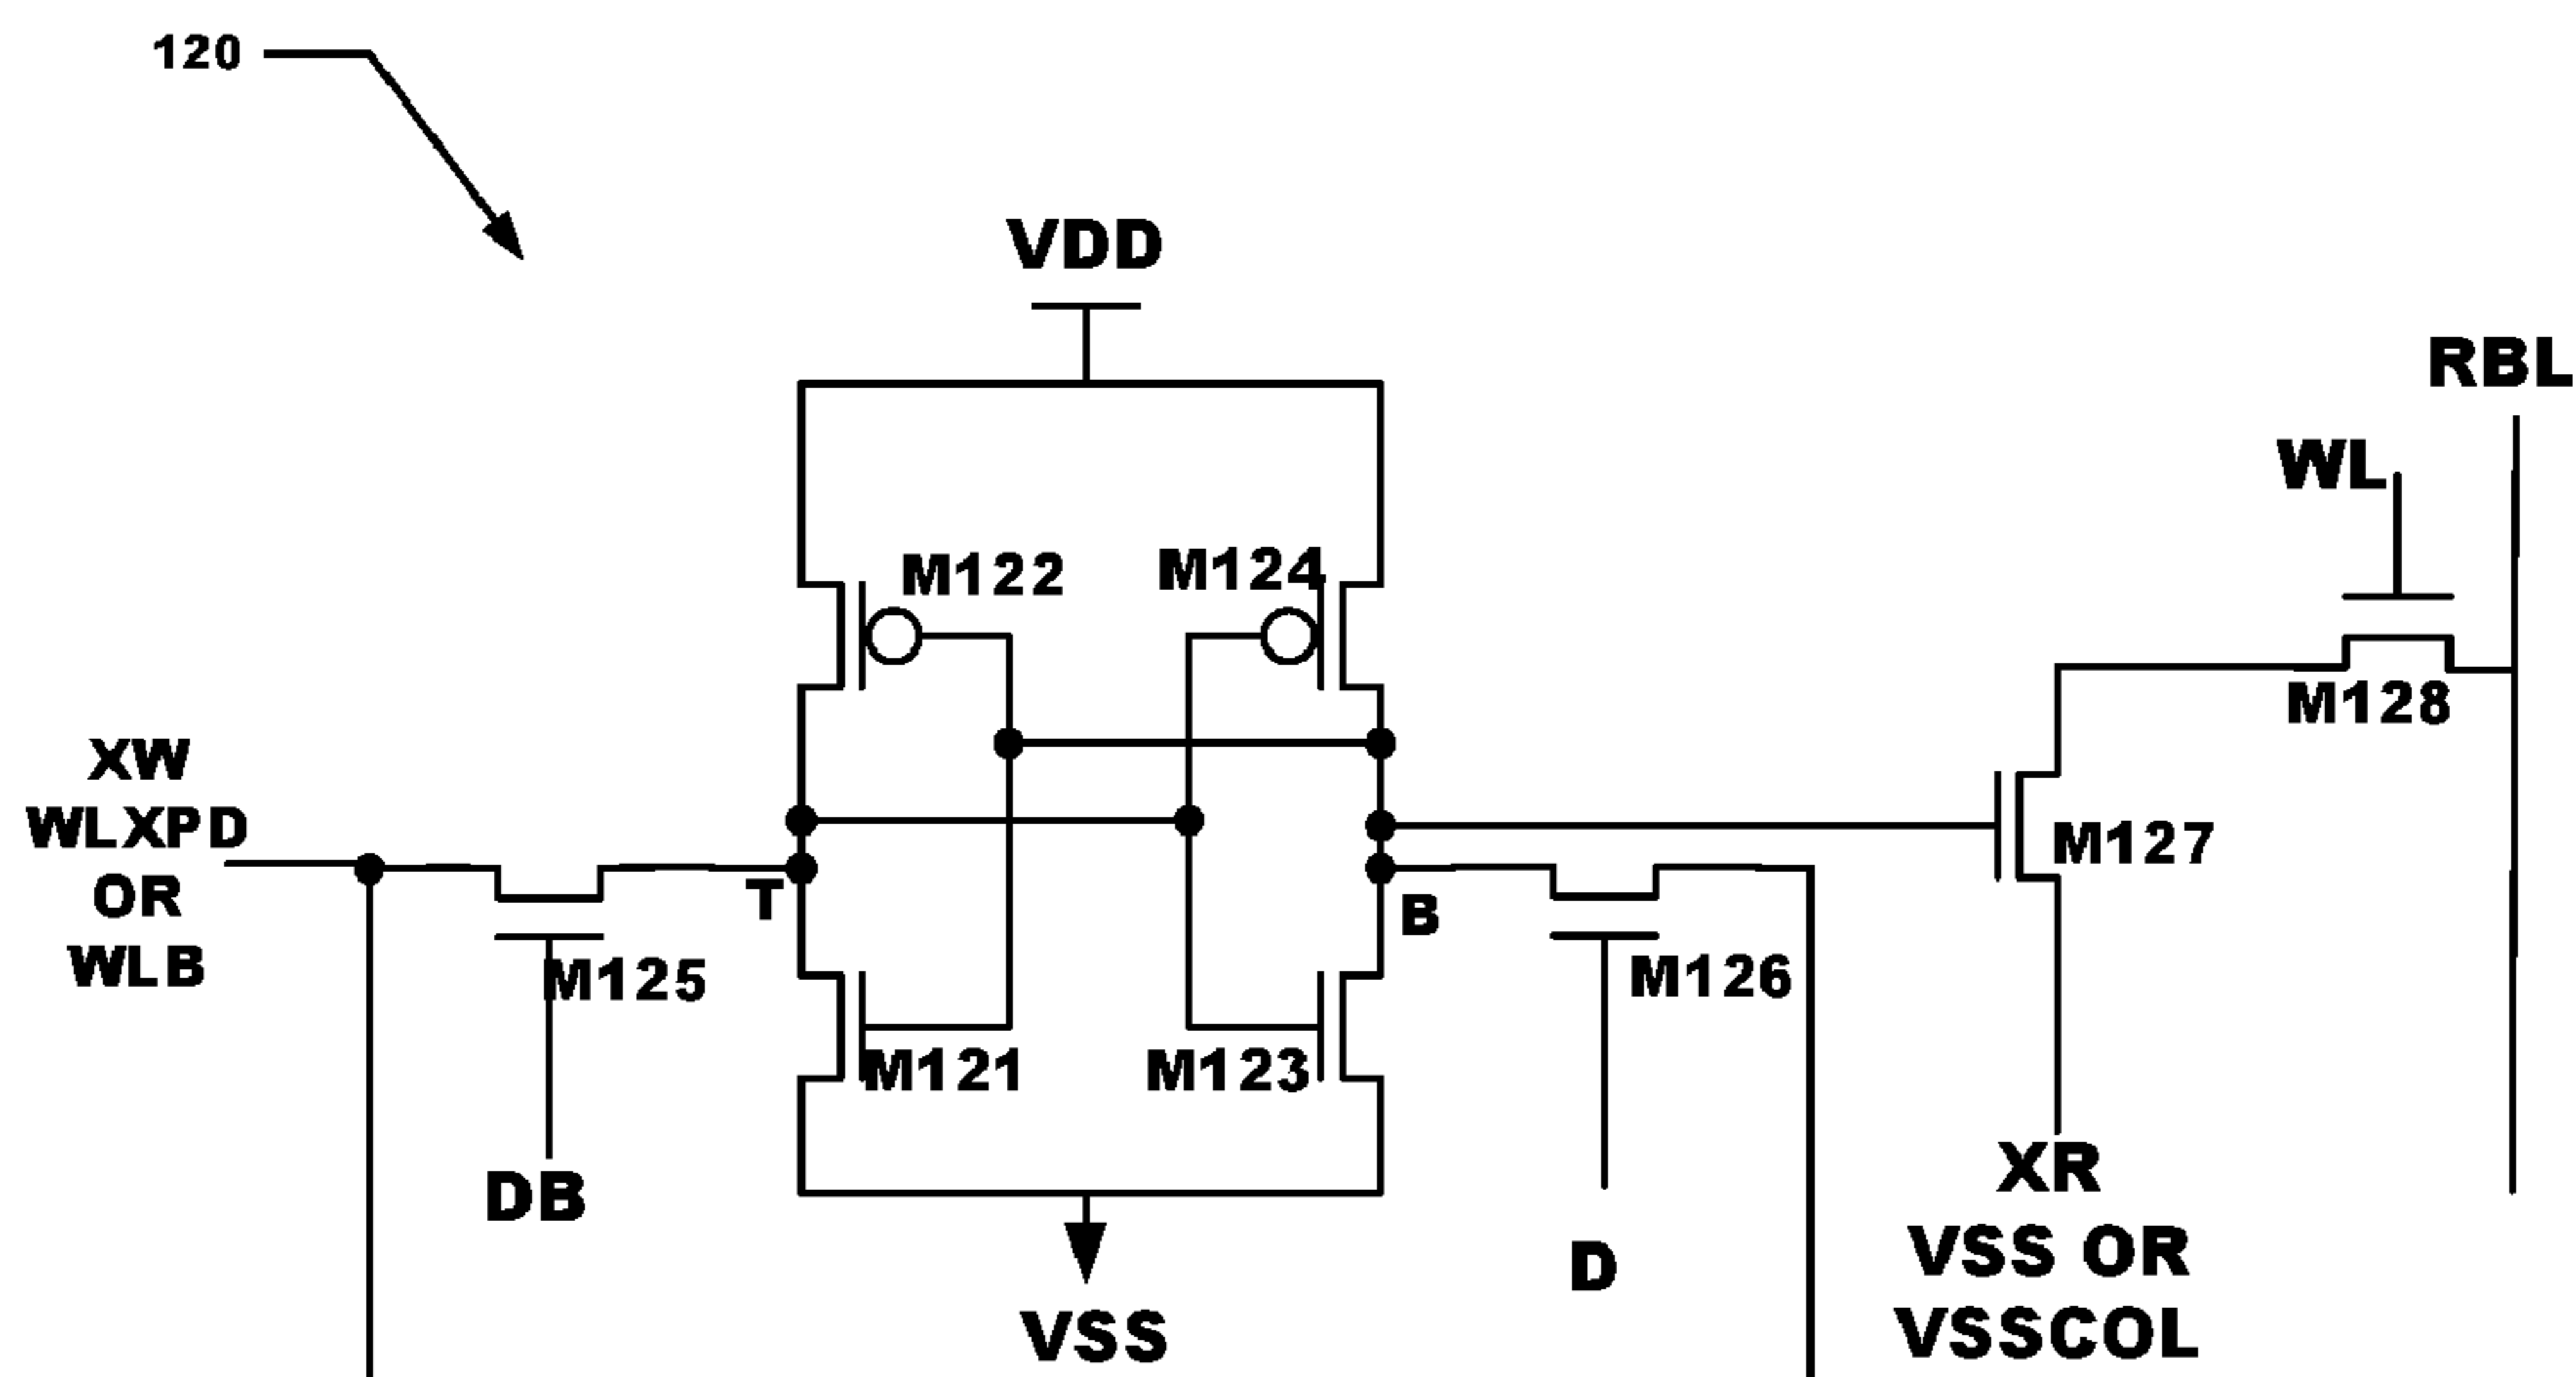 120
VDD
RBL
WL
M122
M124
M128
XW
WLXPD
OR
WLB
M127
T
B
M125
M126
M121
M123
DB
D
XR
VSS OR
VSSCOL
VSS